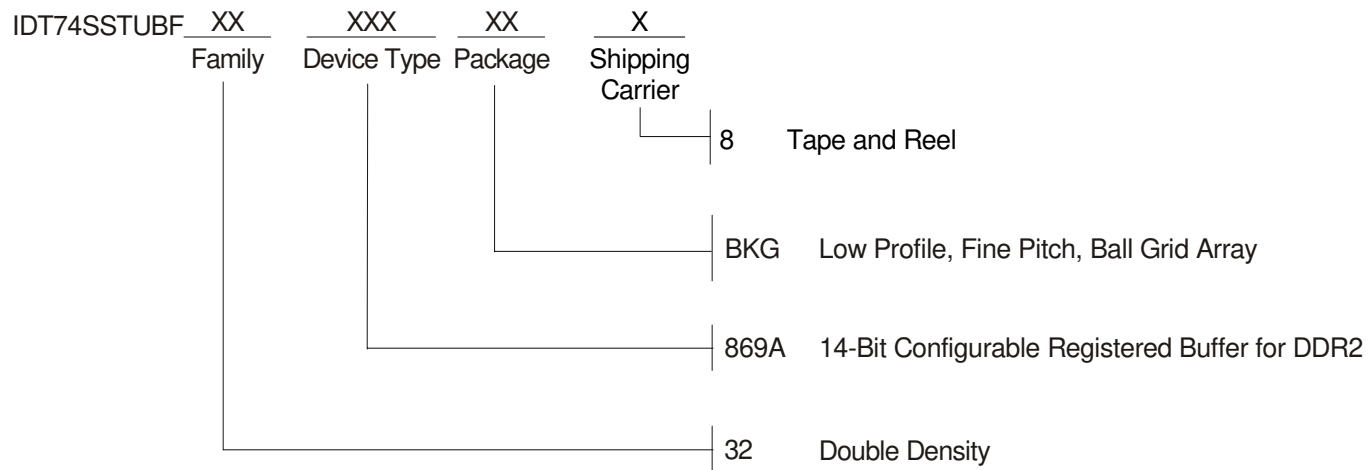 IDT74SSTUBF XX XXX XX X
Family Device Type Package Shipping
Carrier
8 Tape and Reel
BKG Low Profile, Fine Pitch, Ball Grid Array
869A 14-Bit Configurable Registered Buffer for DDR2
32 Double Density